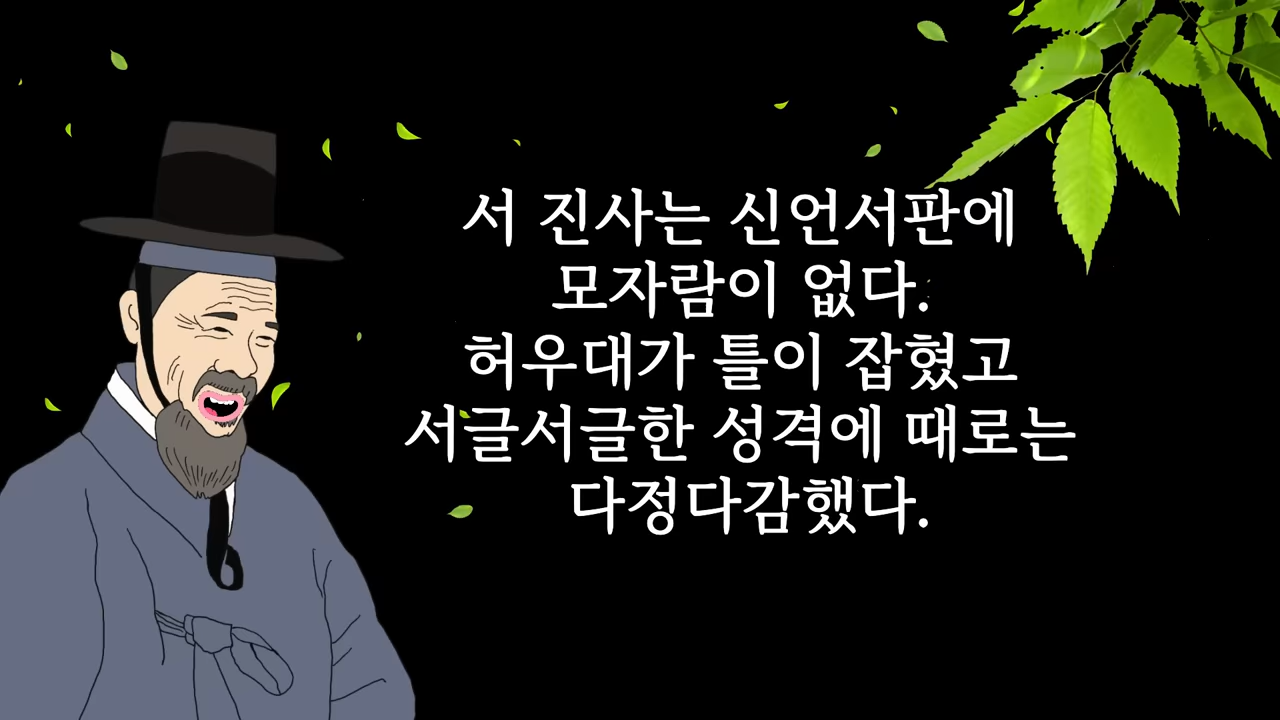 서 진사는 신언서판에
모자람이 없다.
허우대가 틀이 잡혔고
서글서글한 성격에 때로는
다정다감했다.